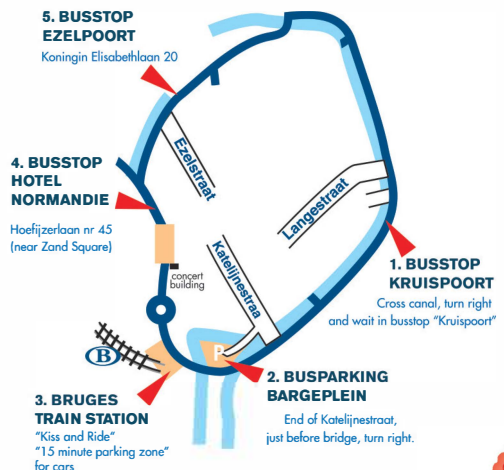 5. BUSSTOP
EZELPOORT
Koningin Elisabethlaan 20
Ezelstraat
4. BUSSTOP
HOTEL
NORMANDIE
Hoefijzerlaan nr 45
(near Zand Square)
Langestraat
Katelijnestraa
concert
building
1. BUSSTOP
KRUISPOORT
Cross canal, turn right
and wait in busstop "Kruispoort"
B
P
2. BUSPARKING
BARGEPLEIN
End of Katelijnestraat,
just before bridge, turn right.
3. BRUGES
TRAIN STATION
"Kiss and Ride"
"15 minute parking zone"
for cars